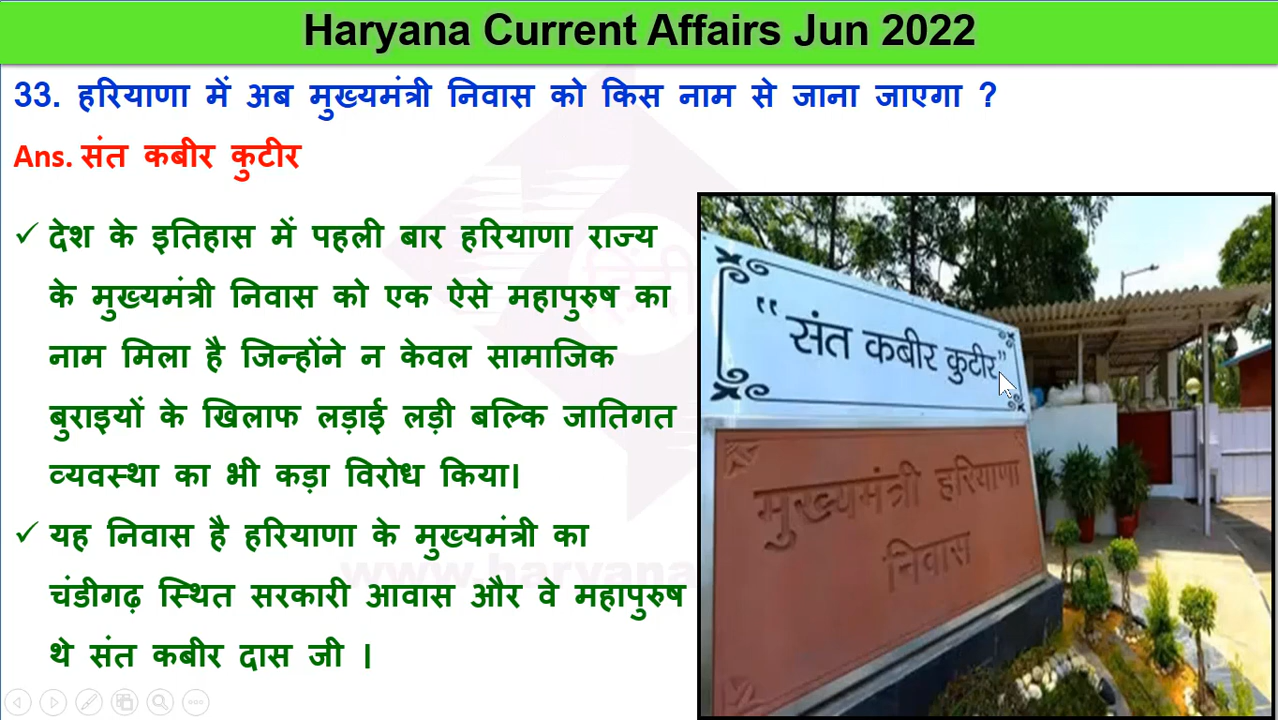 Haryana Current Affairs Jun 2022
33. हरियाणा में अब मुख्यमंत्री निवास को किस नाम से जाना जाएगा ?
Ans. संत कबीर कुटीर
✓ देश के इतिहास में पहली बार हरियाणा राज्य
के मुख्यमंत्री निवास को एक ऐसे महापुरुष का
नाम मिला है जिन्होंने न केवल सामाजिक
बुराइयों के खिलाफ लड़ाई लड़ी बल्कि जातिगत
व्यवस्था का भी कड़ा विरोध किया।
✓ यह निवास है हरियाणा के मुख्यमंत्री का
चंडीगढ़ स्थित सरकारी आवास और वे महापुरुष
थे संत कबीर दास जी ।
"संत कबीर कुटीर"
मुख्यमंत्री हरियाणा
निवास
www.haryana